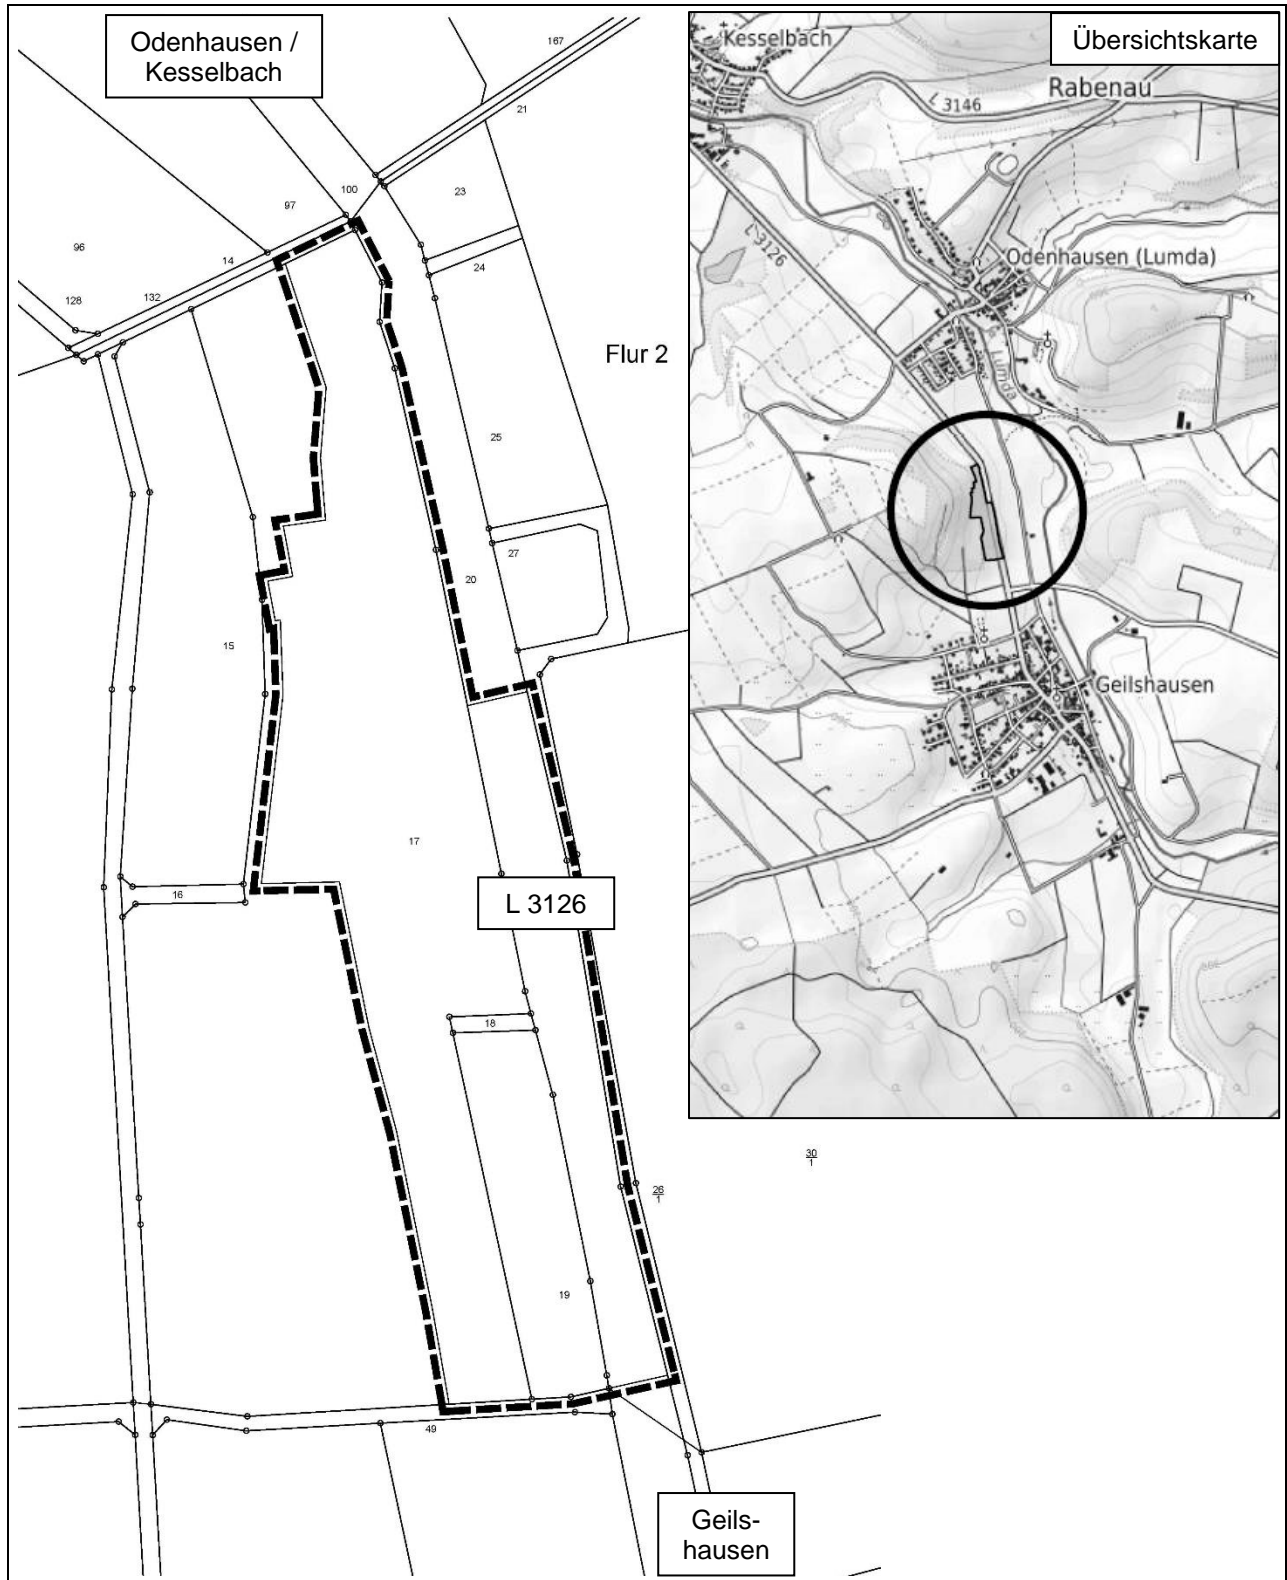 Odenhausen /
Kesselbach
167
21
100
23
97
96
14
24
128
132
Flur 2
25
27
20
15
17
16
L 3126
18
30
1
26
1
19
49
Geils-
hausen
Übersichtskarte
Kesselbach
Rabenau
L 3146
L 3126
Odenhausen (Lumda)
Lumda
Geilshausen